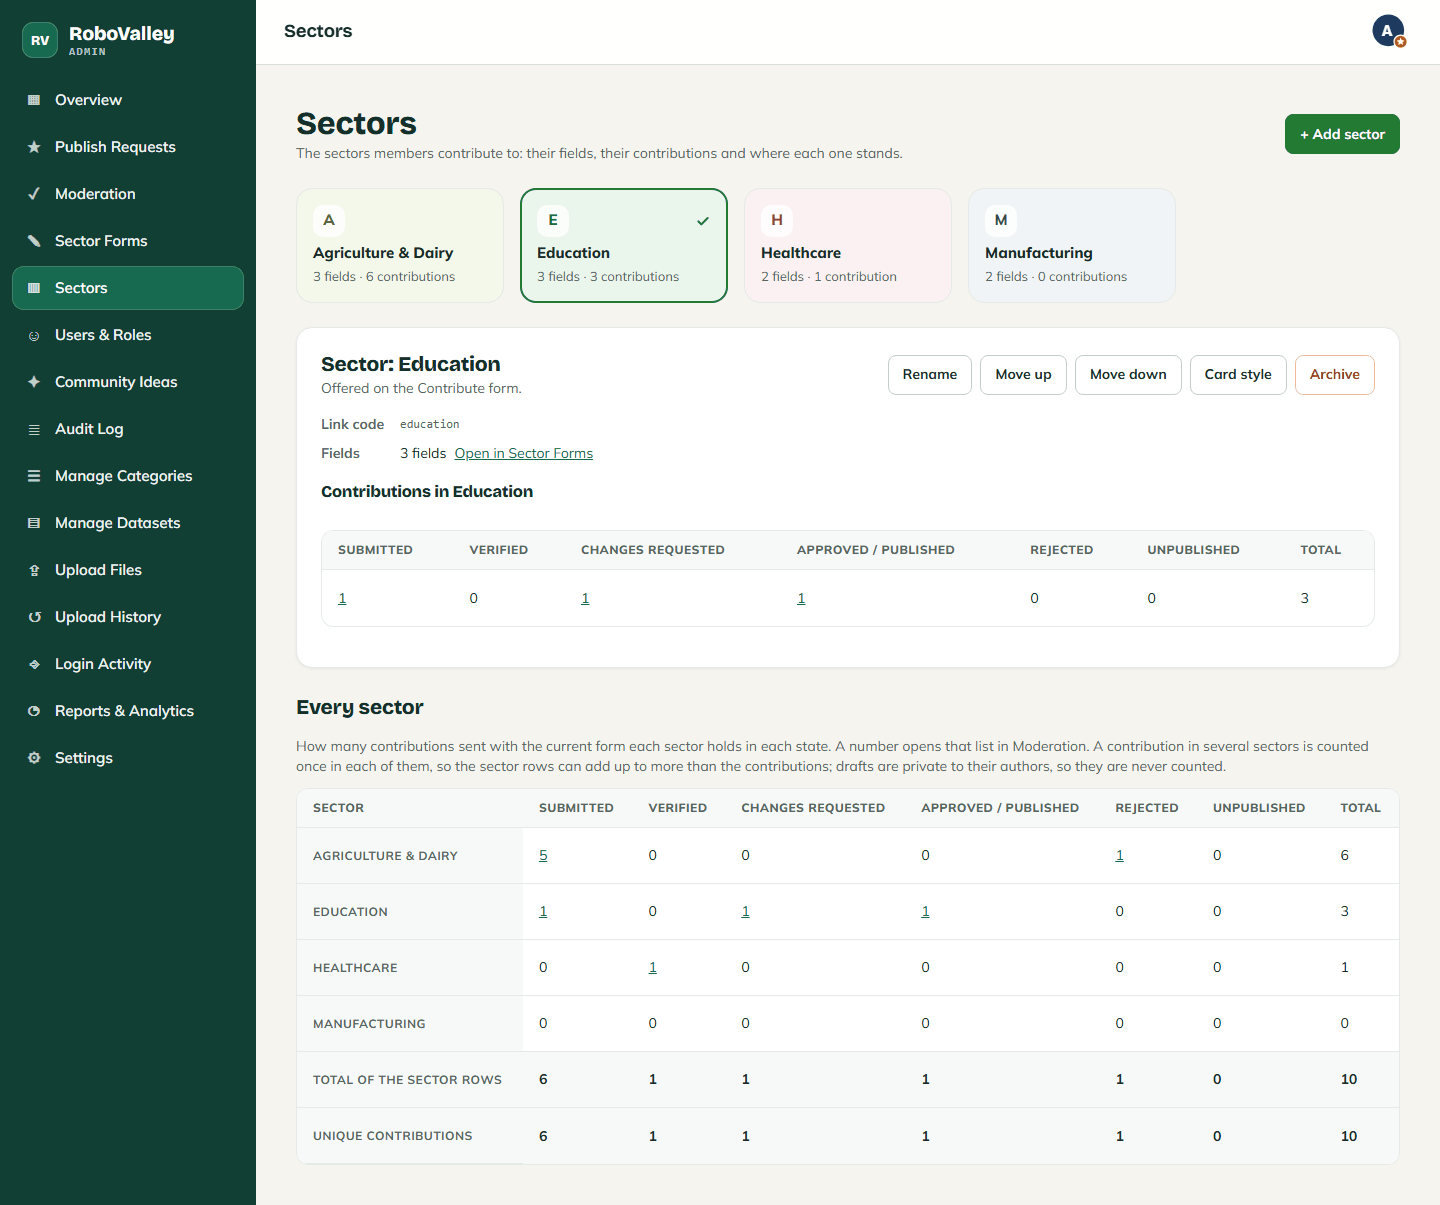 RV
RoboValley
ADMIN
Overview
Publish Requests
Moderation
Sector Forms
Sectors
Users & Roles
Community Ideas
Audit Log
Manage Categories
Manage Datasets
Upload Files
Upload History
Login Activity
Reports & Analytics
Settings
Sectors
A
Sectors
The sectors members contribute to: their fields, their contributions and where each one stands.
+ Add sector
A
Agriculture & Dairy
3 fields · 6 contributions
E
Education
3 fields · 3 contributions
H
Healthcare
2 fields · 1 contribution
M
Manufacturing
2 fields · 0 contributions
Sector: Education
Offered on the Contribute form.
Rename Move up Move down Card style Archive
Link code education
Fields 3 fields Open in Sector Forms
Contributions in Education
SUBMITTED VERIFIED CHANGES REQUESTED APPROVED / PUBLISHED REJECTED UNPUBLISHED TOTAL
1 0 1 1 0 0 3
Every sector
How many contributions sent with the current form each sector holds in each state. A number opens that list in Moderation. A contribution in several sectors is counted
once in each of them, so the sector rows can add up to more than the contributions; drafts are private to their authors, so they are never counted.
SECTOR SUBMITTED VERIFIED CHANGES REQUESTED APPROVED / PUBLISHED REJECTED UNPUBLISHED TOTAL
AGRICULTURE & DAIRY 5 0 0 0 1 0 6
EDUCATION 1 0 1 1 0 0 3
HEALTHCARE 0 1 0 0 0 0 1
MANUFACTURING 0 0 0 0 0 0 0
TOTAL OF THE SECTOR ROWS 6 1 1 1 1 0 10
UNIQUE CONTRIBUTIONS 6 1 1 1 1 0 10